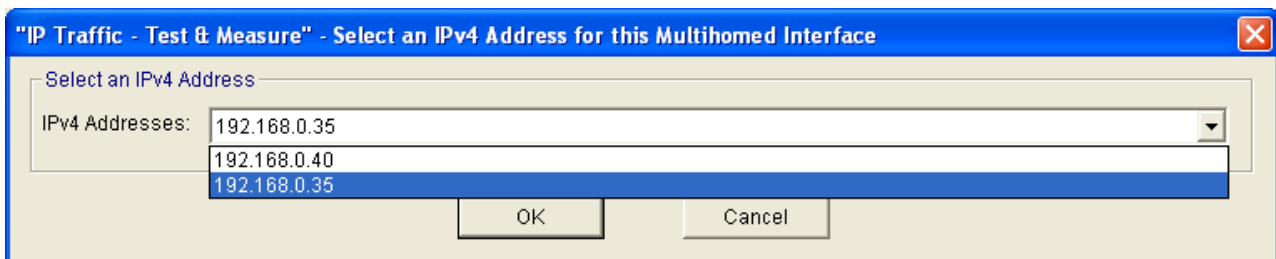 "IP Traffic - Test & Measure" - Select an IPv4 Address for this Multihomed Interface
Select an IPv4 Address
IPv4 Addresses: 192.168.0.35
192.168.0.40
192.168.0.35
OK Cancel